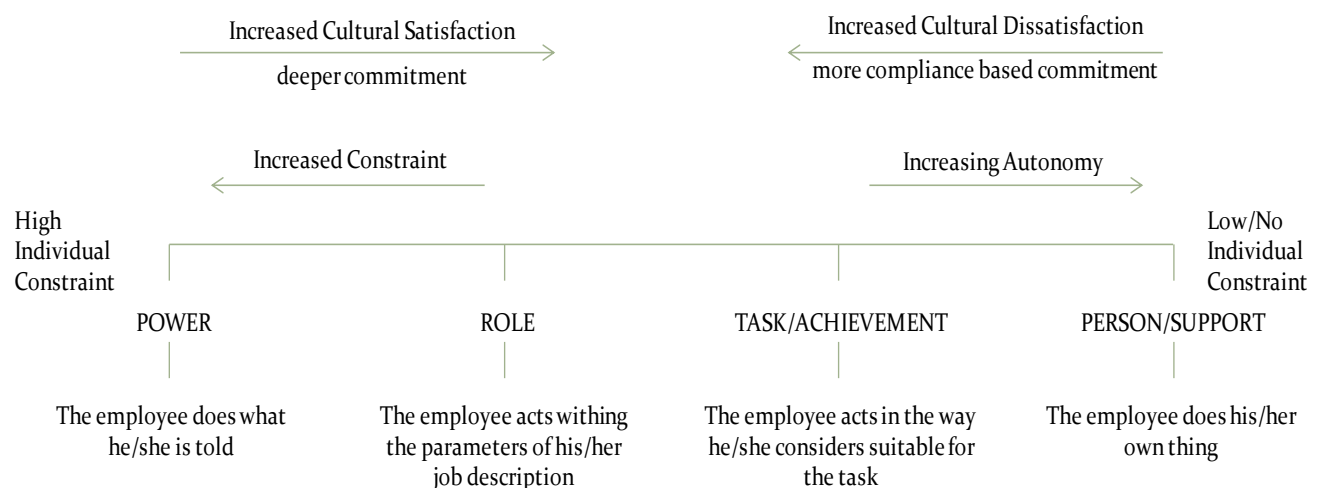 Increased Cultural Satisfaction
deeper commitment
Increased Cultural Dissatisfaction
more compliance based commitment
Increased Constraint
Increasing Autonomy
High
Individual
Constraint
Low/No
Individual
Constraint
POWER
ROLE
TASK/ACHIEVEMENT
PERSON/SUPPORT
The employee does what
he/she is told
The employee acts withing
the parameters of his/her
job description
The employee acts in the way
he/she considers suitable for
the task
The employee does his/her
own thing